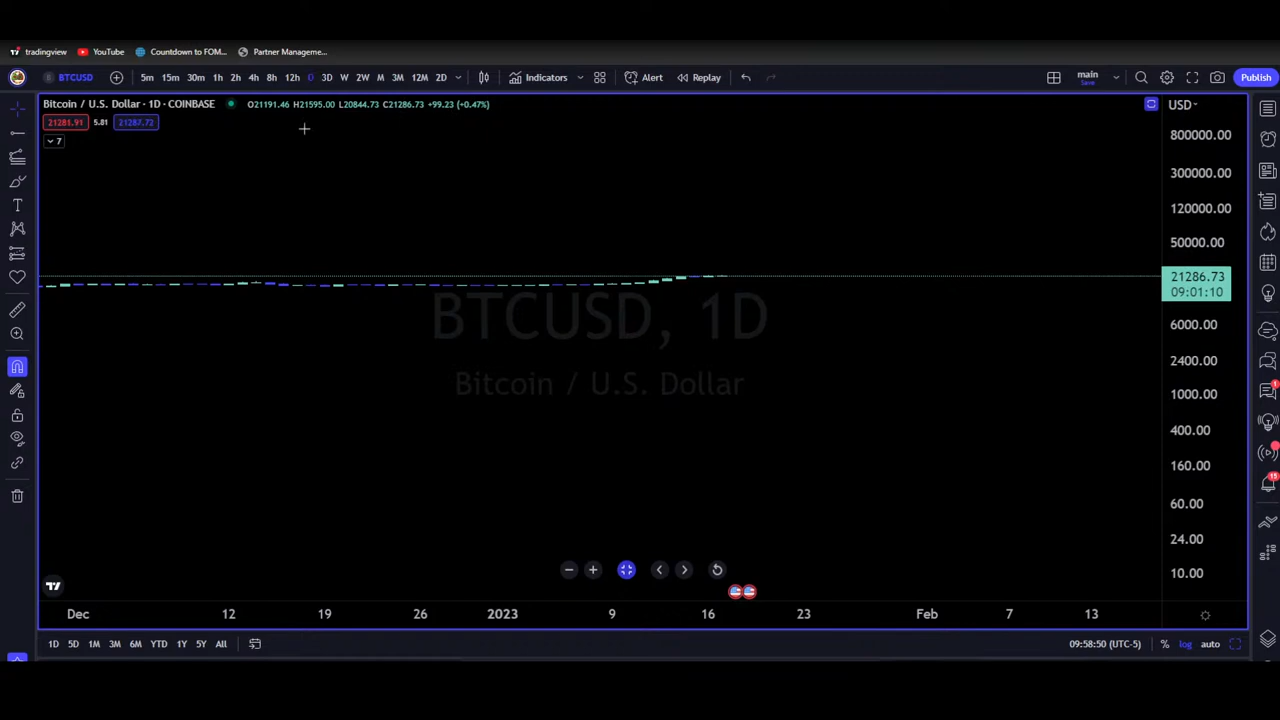 tradingview YouTube Countdown to FOM... Partner Manageme...
BTCUSD 5m 15m 30m 1h 2h 4h 8h 12h D 3D W 2W M 3M 12M 2D Indicators Alert Replay main Save Publish
Bitcoin / U.S. Dollar · 1D · COINBASE O21191.46 H21595.00 L20844.73 C21286.73 +99.23 (+0.47%) USD
21281.91 5.81 21287.72
7
800000.00
300000.00
120000.00
50000.00
21286.73
09:01:10
BTCUSD, 1D
6000.00
2400.00
Bitcoin / U.S. Dollar
1000.00
400.00
160.00
60.00
24.00
10.00
1
15
Dec 12 19 26 2023 9 16 23 Feb 7 13
1D 5D 1M 3M 6M YTD 1Y 5Y All 09:58:50 (UTC-5) % log auto